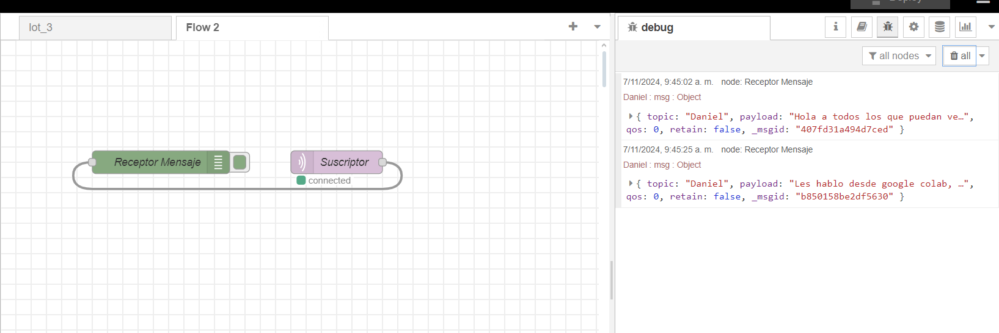 Deploy
lot_3
Flow 2
debug
all nodes
all
7/11/2024, 9:45:02 a. m. node: Receptor Mensaje
Daniel : msg : Object
{ topic: "Daniel", payload: "Hola a todos los que puedan ve…",
qos: 0, retain: false, _msgid: "407fd31a494d7ced" }
7/11/2024, 9:45:25 a. m. node: Receptor Mensaje
Daniel : msg : Object
{ topic: "Daniel", payload: "Les hablo desde google colab, …",
qos: 0, retain: false, _msgid: "b850158be2df5630" }
Receptor Mensaje
Suscriptor
connected